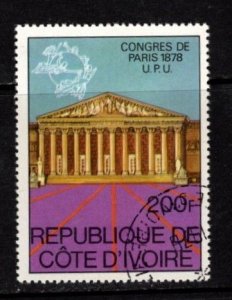 CONGRES DE
PARIS 1878
U.P.U.
200F
REPUBLIQUE DE
CÔTE D'IVOIRE